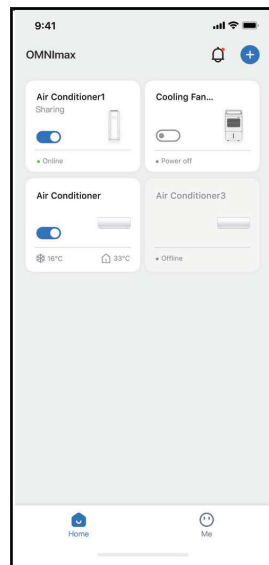 9:41
OMNImax
Air Conditioner1
Sharing
Online
Cooling Fan...
Power off
Air Conditioner
16°C
33°C
Air Conditioner3
Offline
Home
Me